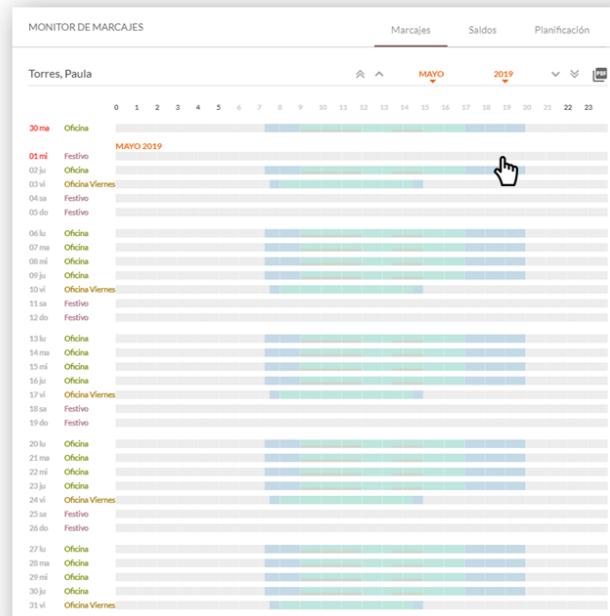 MONITOR DE MARCAJES
Marcajes Saldos Planificación
Torres, Paula MAYO 2019 PDF
0 1 2 3 4 5 6 7 8 9 10 11 12 13 14 15 16 17 18 19 20 21 22 23
30 ma Oficina
MAYO 2019
01 mi Festivo
02 ju Oficina
03 vi Oficina Viernes
04 sa Festivo
05 do Festivo
06 lu Oficina
07 ma Oficina
08 mi Oficina
09 ju Oficina
10 vi Oficina Viernes
11 sa Festivo
12 do Festivo
13 lu Oficina
14 ma Oficina
15 mi Oficina
16 ju Oficina
17 vi Oficina Viernes
18 sa Festivo
19 do Festivo
20 lu Oficina
21 ma Oficina
22 mi Oficina
23 ju Oficina
24 vi Oficina Viernes
25 sa Festivo
26 do Festivo
27 lu Oficina
28 ma Oficina
29 mi Oficina
30 ju Oficina
31 vi Oficina Viernes